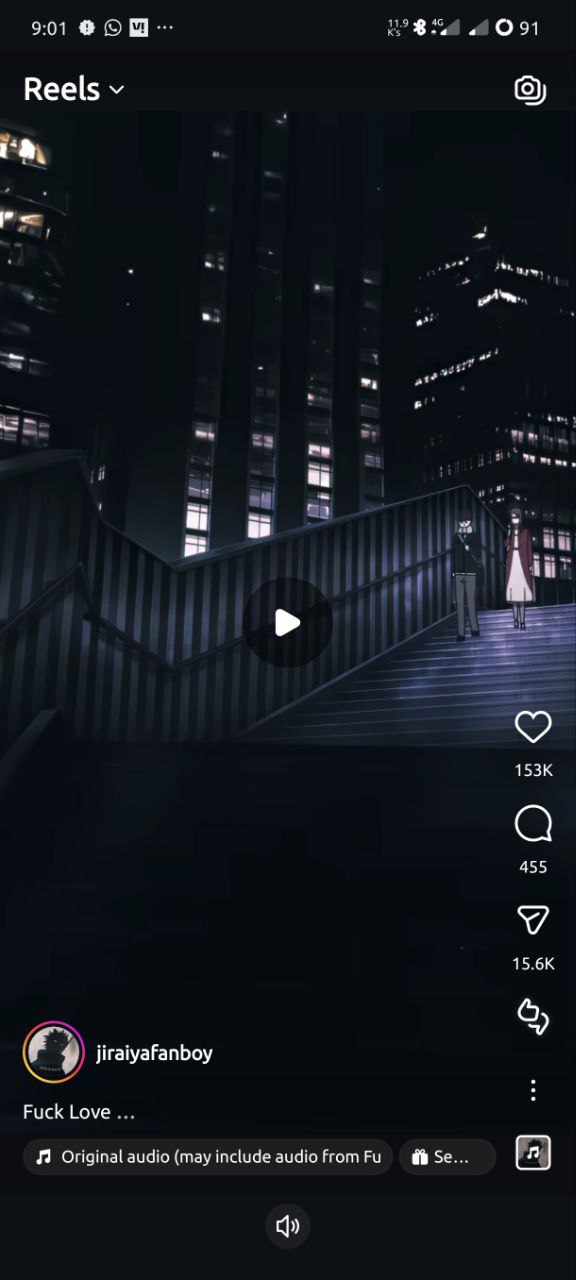 9:01
11.9
K's
4G
91
Reels
153K
455
15.6K
jiraiyafanboy
Fuck Love ...
Original audio (may include audio from Fu
Se...